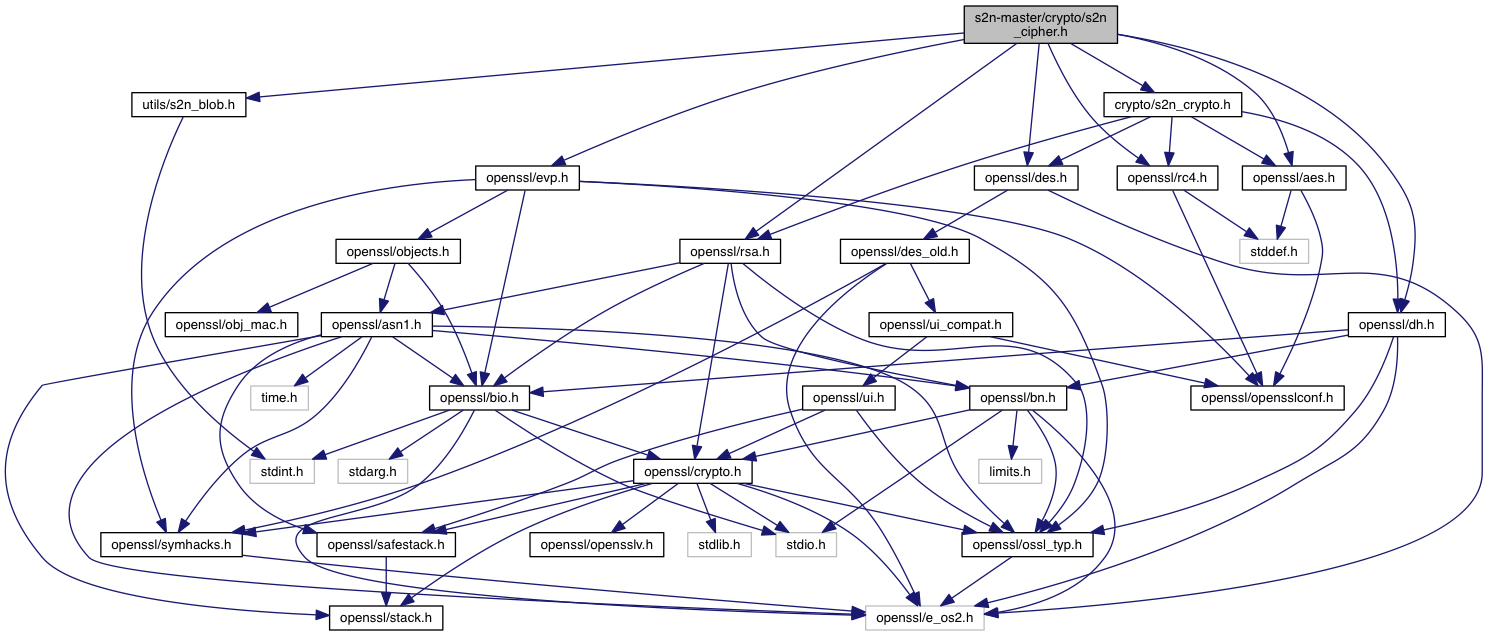 s2n-master/crypto/s2n
_cipher.h
utils/s2n_blob.h
crypto/s2n_crypto.h
openssl/evp.h
openssl/des.h
openssl/rc4.h
openssl/aes.h
openssl/objects.h
openssl/rsa.h
openssl/des_old.h
stddef.h
openssl/obj_mac.h
openssl/asn1.h
openssl/ui_compat.h
openssl/dh.h
time.h
openssl/bio.h
openssl/ui.h
openssl/bn.h
openssl/opensslconf.h
stdint.h
stdarg.h
openssl/crypto.h
limits.h
openssl/symhacks.h
openssl/safestack.h
openssl/opensslv.h
stdlib.h
stdio.h
openssl/ossl_typ.h
openssl/stack.h
openssl/e_os2.h